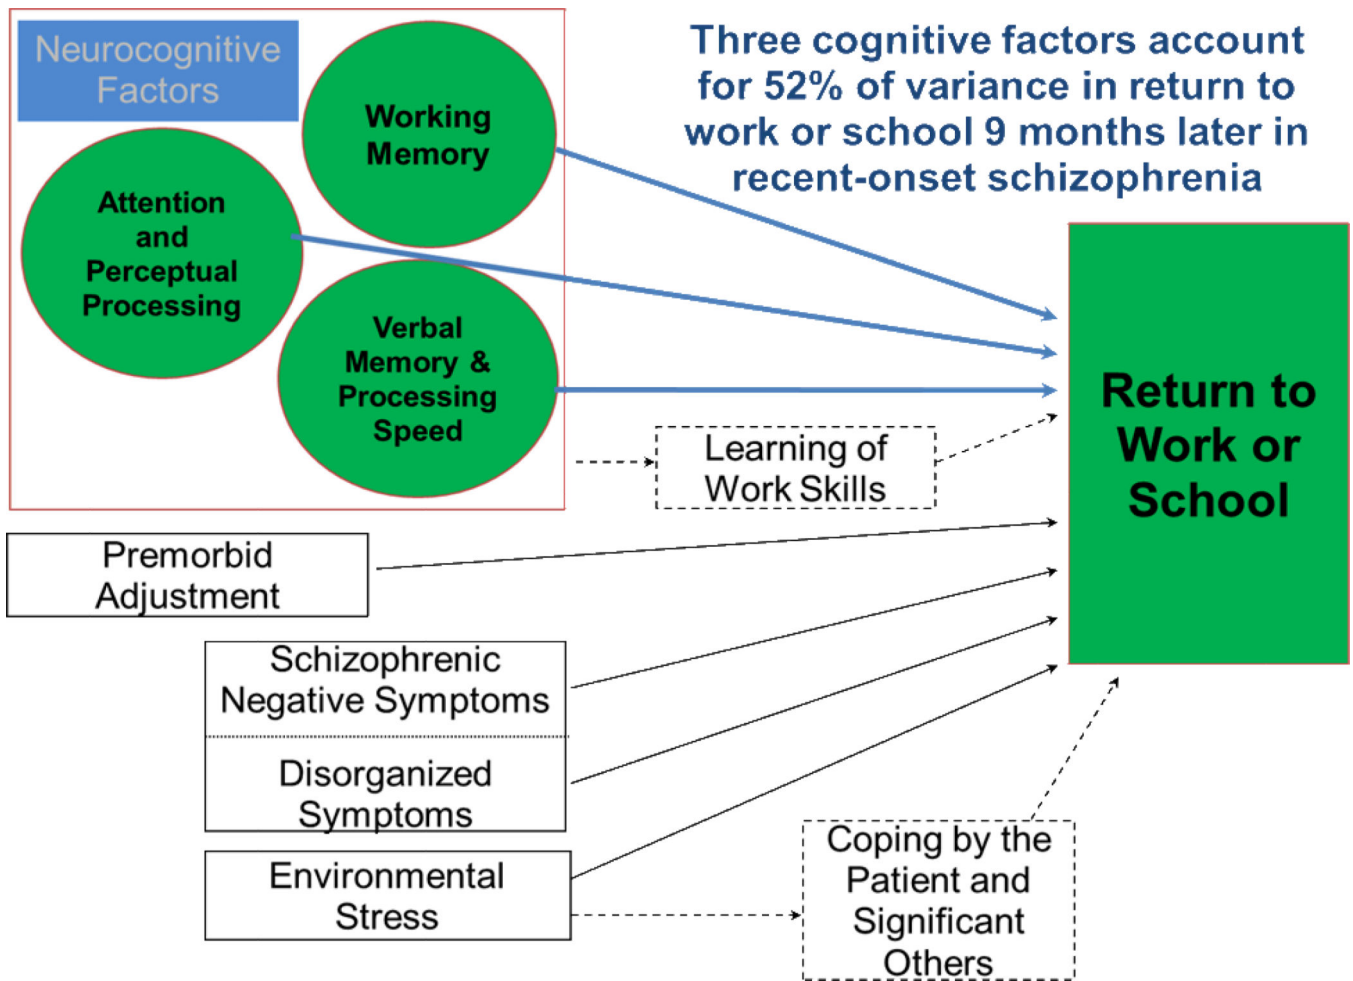 Neurocognitive
Factors
Working
Memory
Three cognitive factors account
for 52% of variance in return to
work or school 9 months later in
recent-onset schizophrenia
Attention
and
Perceptual
Processing
Verbal
Memory &
Processing
Speed
Learning of
Work Skills
Return to
Work or
School
Premorbid
Adjustment
Schizophrenic
Negative Symptoms
Disorganized
Symptoms
Environmental
Stress
Coping by the
Patient and
Significant
Others